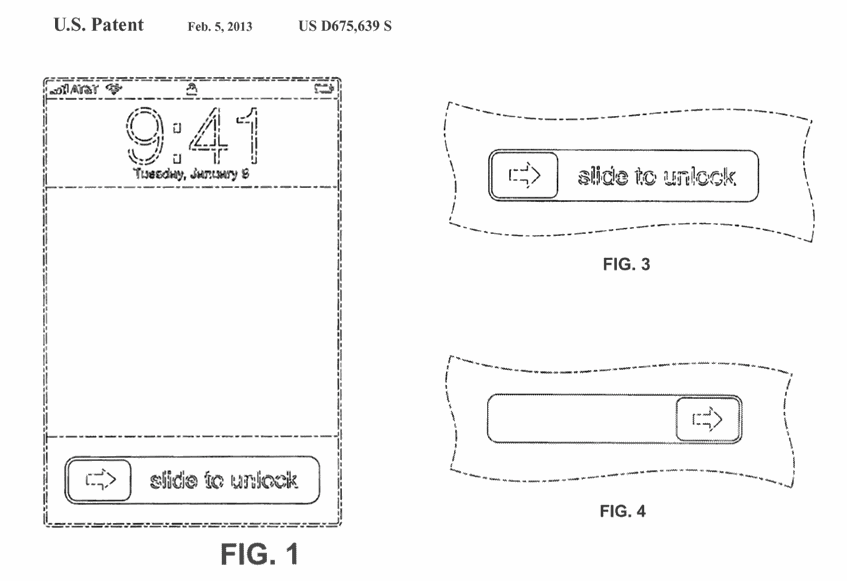 U.S. Patent Feb. 5, 2013 US D675,639 S
AT&T
9:41
Tuesday, January 9
slide to unlock
FIG. 1
slide to unlock
FIG. 3
FIG. 4